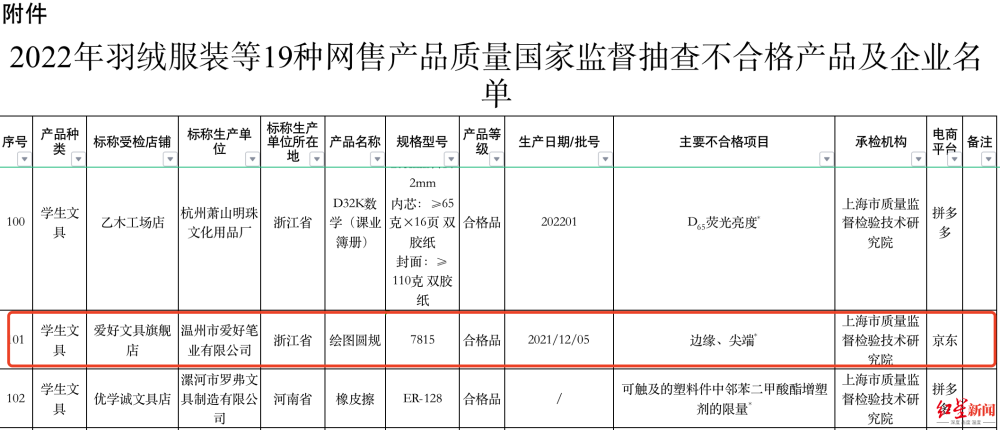 附件
2022年羽绒服装等19种网售产品质量国家监督抽查不合格产品及企业名
单
序号 产品种类 标称受检店铺 标称生产单位 标称生产单位所在地 产品名称 规格型号 产品等级 生产日期/批号 主要不合格项目 承检机构 电商平台 备注
100 学生文具 乙木工场店 杭州萧山明珠文化用品厂 浙江省 D32K数学（课业簿册） 2mm 内芯：≥65克×16页 双胶纸 封面：≥110克 双胶纸 合格品 202201 D65荧光亮度* 上海市质量监督检验技术研究院 拼多多
01 学生文具 爱好文具旗舰店 温州市爱好笔业有限公司 浙江省 绘图圆规 7815 合格品 2021/12/05 边缘、尖端* 上海市质量监督检验技术研究院 京东
102 学生文具 优学诚文具店 漯河市罗弗文具制造有限公司 河南省 橡皮擦 ER-128 合格品 / 可触及的塑料件中邻苯二甲酸酯增塑剂的限量* 上海市质量监督检验技术研究院 拼多
红星新闻